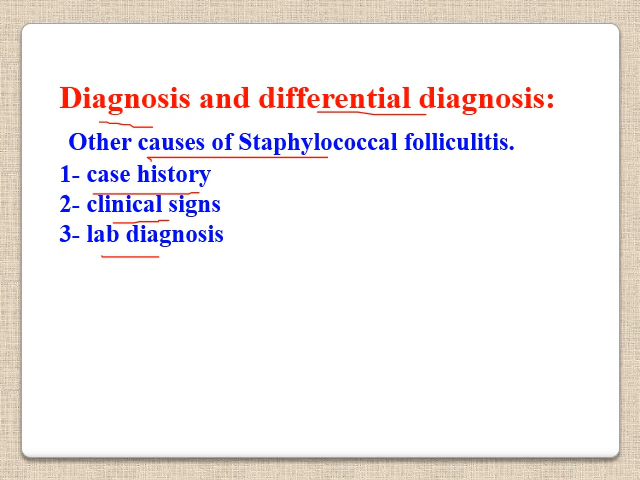 Diagnosis and differential diagnosis:
Other causes of Staphylococcal folliculitis.
1- case history
2- clinical signs
3- lab diagnosis